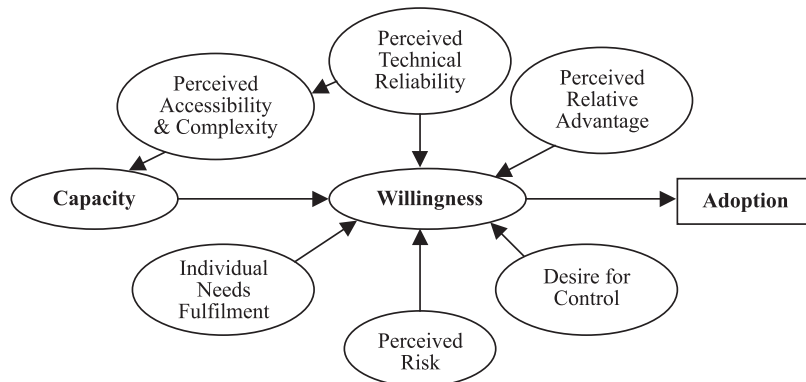 Perceived
Technical
Reliability
Perceived
Accessibility
& Complexity
Perceived
Relative
Advantage
Capacity
Willingness
Adoption
Individual
Needs
Fulfilment
Perceived
Risk
Desire for
Control